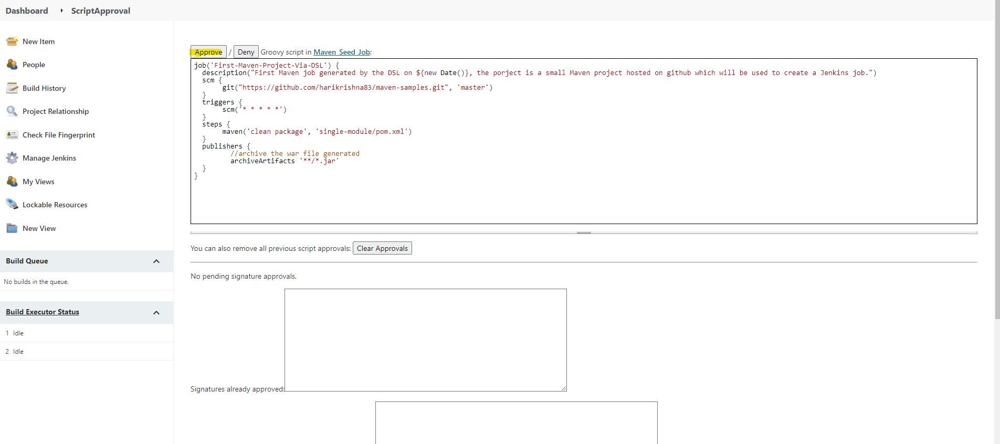 Dashboard ScriptApproval
New Item
People
Build History
Project Relationship
Check File Fingerprint
Manage Jenkins
My Views
Lockable Resources
New View
Build Queue
No builds in the queue.
Build Executor Status
1 Idle
2 Idle
Approve / Deny Groovy script in Maven_Seed_Job:
job('First-Maven-Project-Via-DSL') {
description("First Maven job generated by the DSL on ${new Date()}, the porject is a small Maven project hosted on github which will be used to create a Jenkins job.")
scm {
git("https://github.com/harikrishna83/maven-samples.git", 'master')
}
triggers {
scm('* * * * *')
}
steps {
maven('clean package', 'single-module/pom.xml')
}
publishers {
//archive the war file generated
archiveArtifacts '**/*.jar'
}
}
You can also remove all previous script approvals: Clear Approvals
No pending signature approvals.
Signatures already approved: